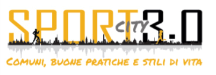 SPORT CITY 3.0
COMUNI, BUONE PRATICHE E STILI DI VITA